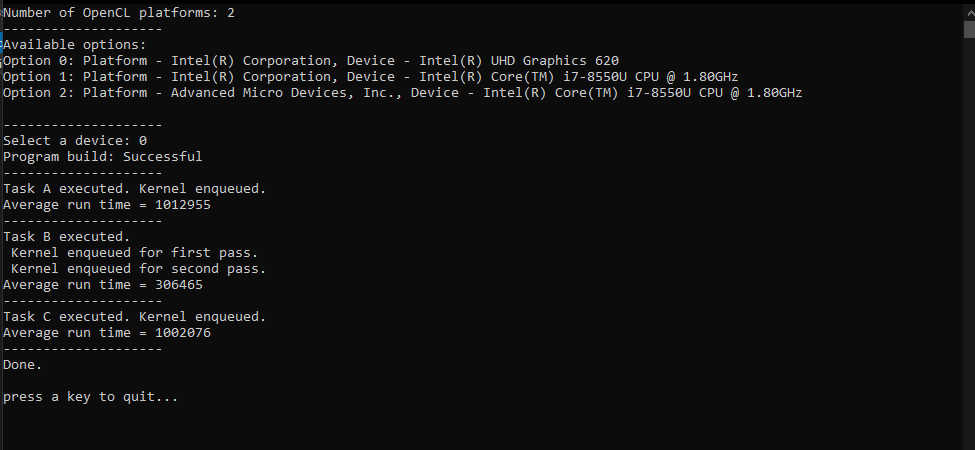 Number of OpenCL platforms: 2
--------------------
Available options:
Option 0: Platform - Intel(R) Corporation, Device - Intel(R) UHD Graphics 620
Option 1: Platform - Intel(R) Corporation, Device - Intel(R) Core(TM) i7-8550U CPU @ 1.80GHz
Option 2: Platform - Advanced Micro Devices, Inc., Device - Intel(R) Core(TM) i7-8550U CPU @ 1.80GHz
--------------------
Select a device: 0
Program build: Successful
--------------------
Task A executed. Kernel enqueued.
Average run time = 1012955
--------------------
Task B executed.
 Kernel enqueued for first pass.
 Kernel enqueued for second pass.
Average run time = 306465
--------------------
Task C executed. Kernel enqueued.
Average run time = 1002076
--------------------
Done.
press a key to quit...